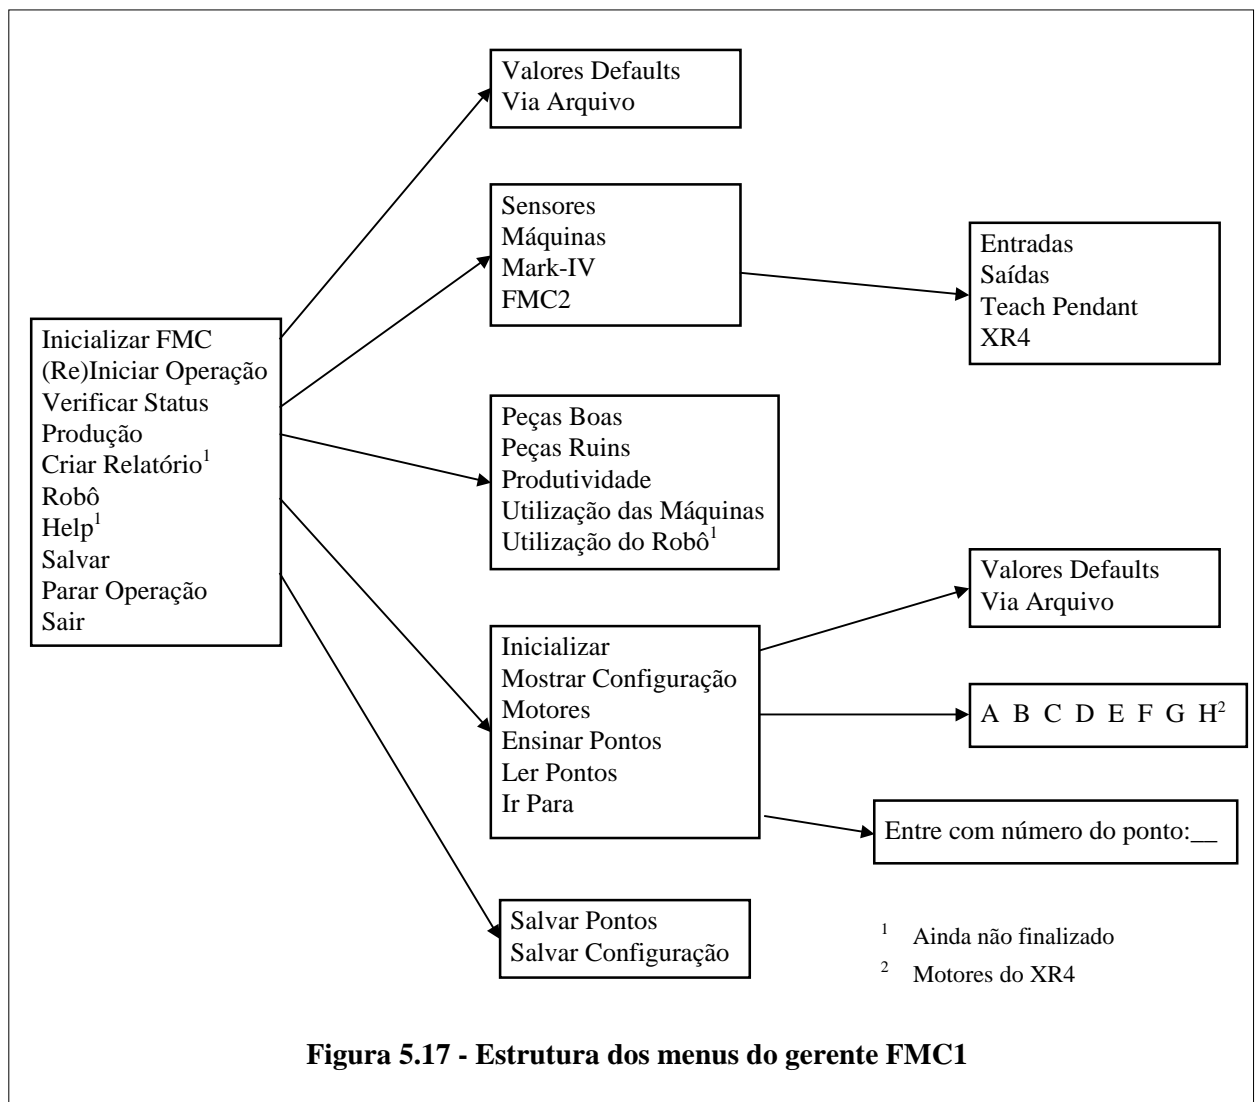 Valores Defaults
Via Arquivo
Sensores
Máquinas
Mark-IV
FMC2
Entradas
Saídas
Teach Pendant
XR4
Inicializar FMC
(Re)Iniciar Operação
Verificar Status
Produção
Criar Relatório¹
Robô
Help¹
Salvar
Parar Operação
Sair
Peças Boas
Peças Ruins
Produtividade
Utilização das Máquinas
Utilização do Robô¹
Valores Defaults
Via Arquivo
Inicializar
Mostrar Configuração
Motores
Ensinar Pontos
Ler Pontos
Ir Para
A B C D E F G H²
Entre com número do ponto:__
Salvar Pontos
Salvar Configuração
¹ Ainda não finalizado
² Motores do XR4
Figura 5.17 - Estrutura dos menus do gerente FMC1